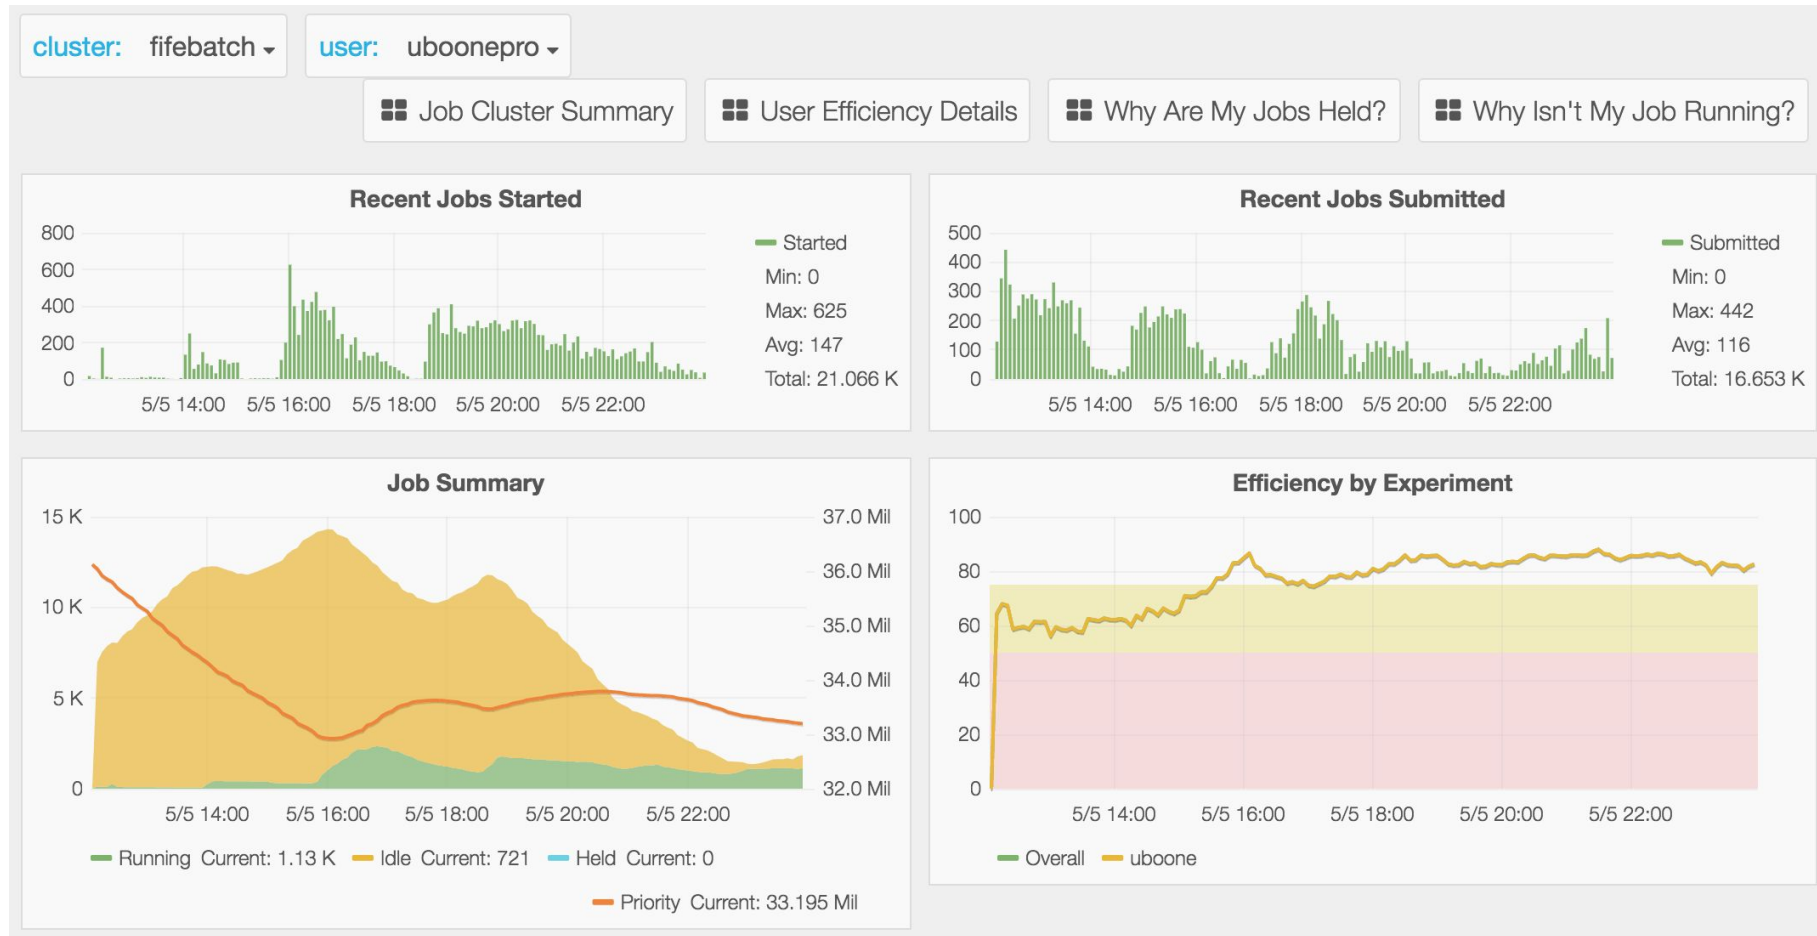 cluster: fifebatch user: uboonepro
Job Cluster Summary User Efficiency Details Why Are My Jobs Held? Why Isn't My Job Running?
Recent Jobs Started
800
600
400
200
0
5/5 14:00 5/5 16:00 5/5 18:00 5/5 20:00 5/5 22:00
Started
Min: 0
Max: 625
Avg: 147
Total: 21.066 K
Recent Jobs Submitted
500
400
300
200
100
0
5/5 14:00 5/5 16:00 5/5 18:00 5/5 20:00 5/5 22:00
Submitted
Min: 0
Max: 442
Avg: 116
Total: 16.653 K
Job Summary
15 K
10 K
5 K
0
37.0 Mil
36.0 Mil
35.0 Mil
34.0 Mil
33.0 Mil
32.0 Mil
5/5 14:00 5/5 16:00 5/5 18:00 5/5 20:00 5/5 22:00
Running Current: 1.13 K Idle Current: 721 Held Current: 0
Priority Current: 33.195 Mil
Efficiency by Experiment
100
80
60
40
20
0
5/5 14:00 5/5 16:00 5/5 18:00 5/5 20:00 5/5 22:00
Overall uboone